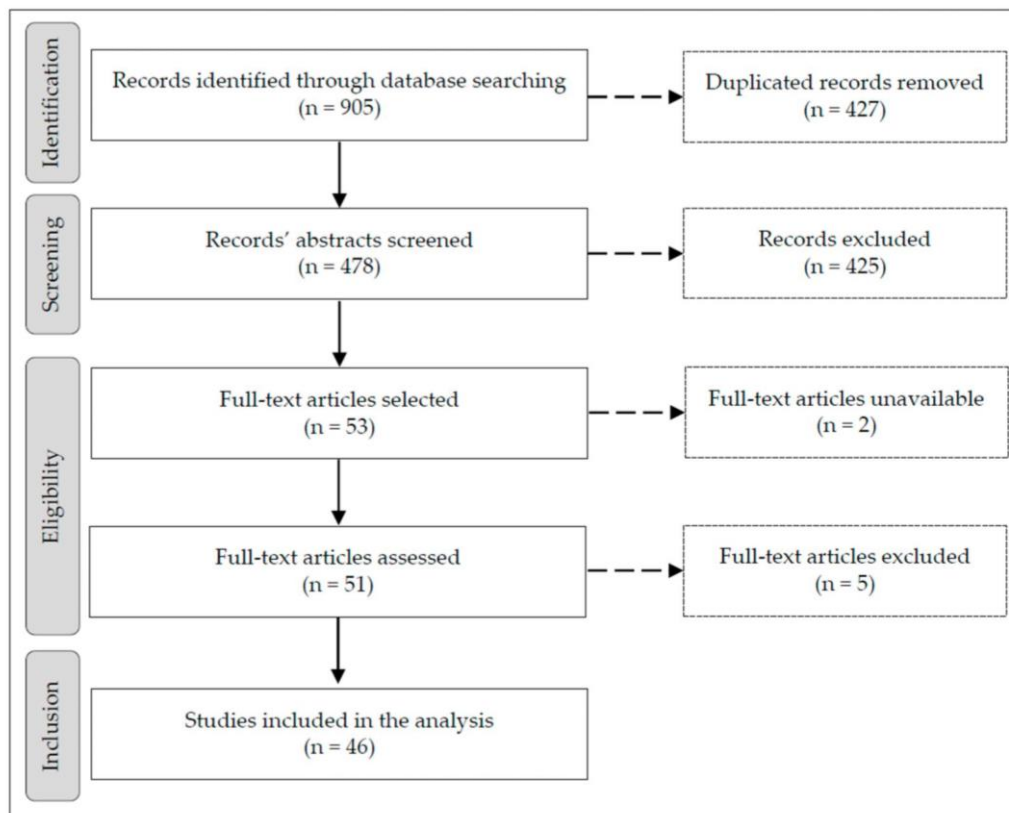 Identification
Records identified through database searching
(n = 905)
Duplicated records removed
(n = 427)
Screening
Records’ abstracts screened
(n = 478)
Records excluded
(n = 425)
Eligibility
Full-text articles selected
(n = 53)
Full-text articles unavailable
(n = 2)
Full-text articles assessed
(n = 51)
Full-text articles excluded
(n = 5)
Inclusion
Studies included in the analysis
(n = 46)